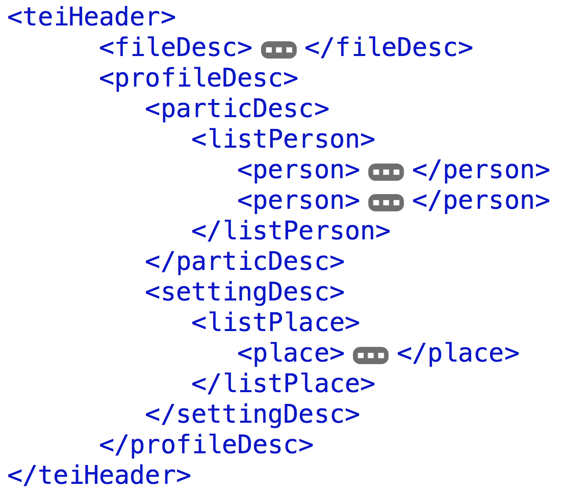 <teiHeader>
<fileDesc> </fileDesc>
<profileDesc>
<particDesc>
<listPerson>
<person> </person>
<person> </person>
</listPerson>
</particDesc>
<settingDesc>
<listPlace>
<place> </place>
</listPlace>
</settingDesc>
</profileDesc>
</teiHeader>